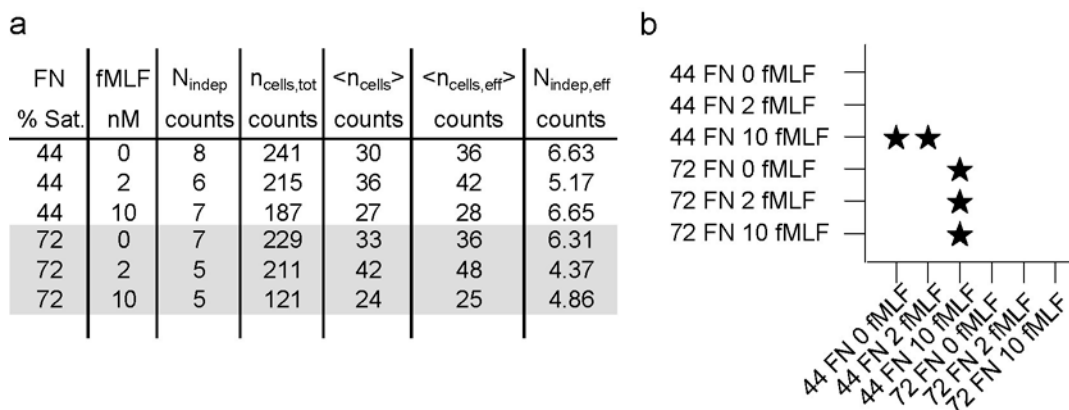 a
FN fMLF N_indep n_cells,tot <n_cells> <n_cells,eff> N_indep,eff
% Sat. nM counts counts counts counts counts
44 0 8 241 30 36 6.63
44 2 6 215 36 42 5.17
44 10 7 187 27 28 6.65
72 0 7 229 33 36 6.31
72 2 5 211 42 48 4.37
72 10 5 121 24 25 4.86
b
44 FN 0 fMLF
44 FN 2 fMLF
44 FN 10 fMLF
72 FN 0 fMLF
72 FN 2 fMLF
72 FN 10 fMLF
44 FN 0 fMLF
44 FN 2 fMLF
44 FN 10 fMLF
72 FN 0 fMLF
72 FN 2 fMLF
72 FN 10 fMLF